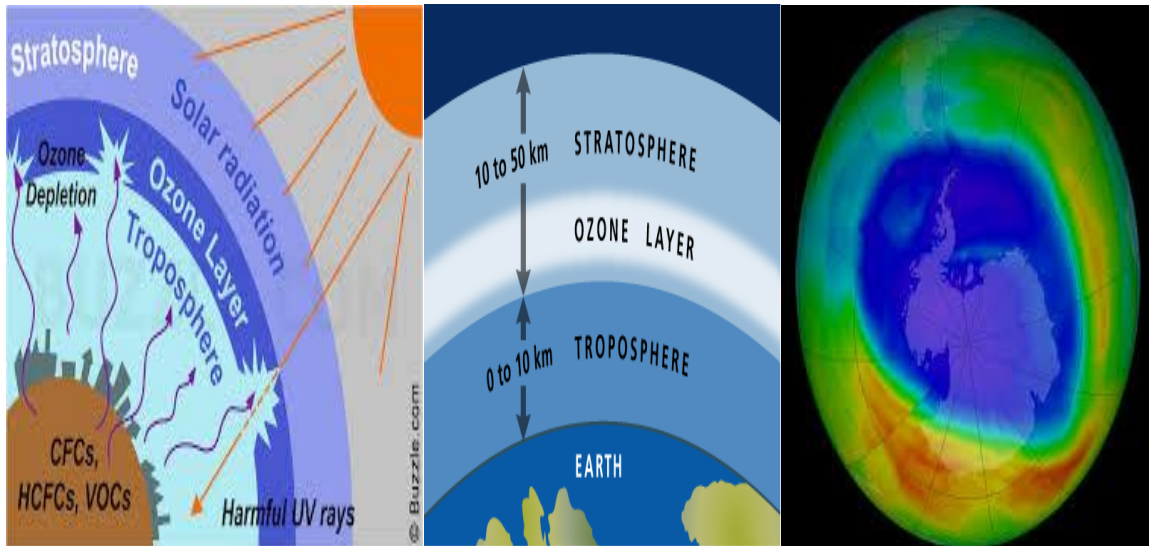 Stratosphere
Solar radiation
Ozone
Depletion
Ozone Layer
Troposphere
CFCs,
HCFCs, VOCs
Harmful UV rays
© Buzzle.com
10 to 50 km
STRATOSPHERE
OZONE LAYER
0 to 10 km
TROPOSPHERE
EARTH